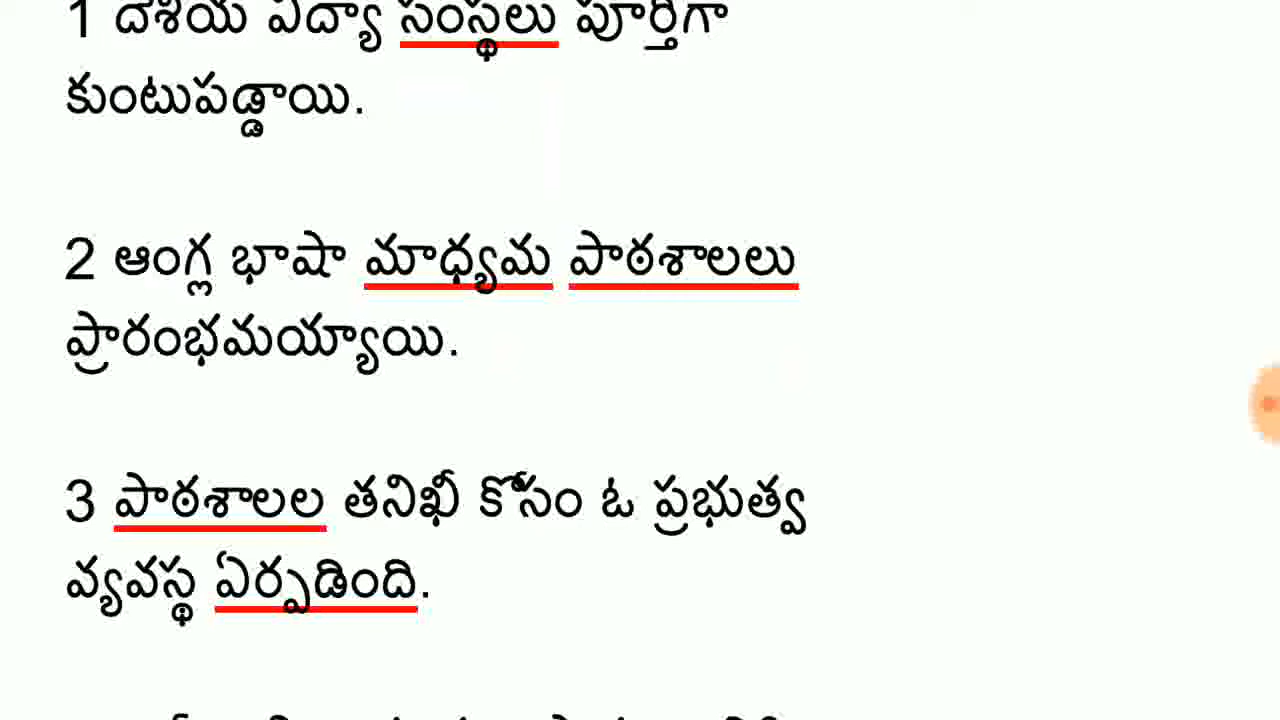 1 దేశీయ విద్యా సంస్థలు పూర్తిగా
కుంటుపడ్డాయి.
2 ఆంగ్ల భాషా మాధ్యమ పాఠశాలలు
ప్రారంభమయ్యాయి.
3 పాఠశాలల తనిఖీ కోసం ఓ ప్రభుత్వ
వ్యవస్థ ఏర్పడింది.